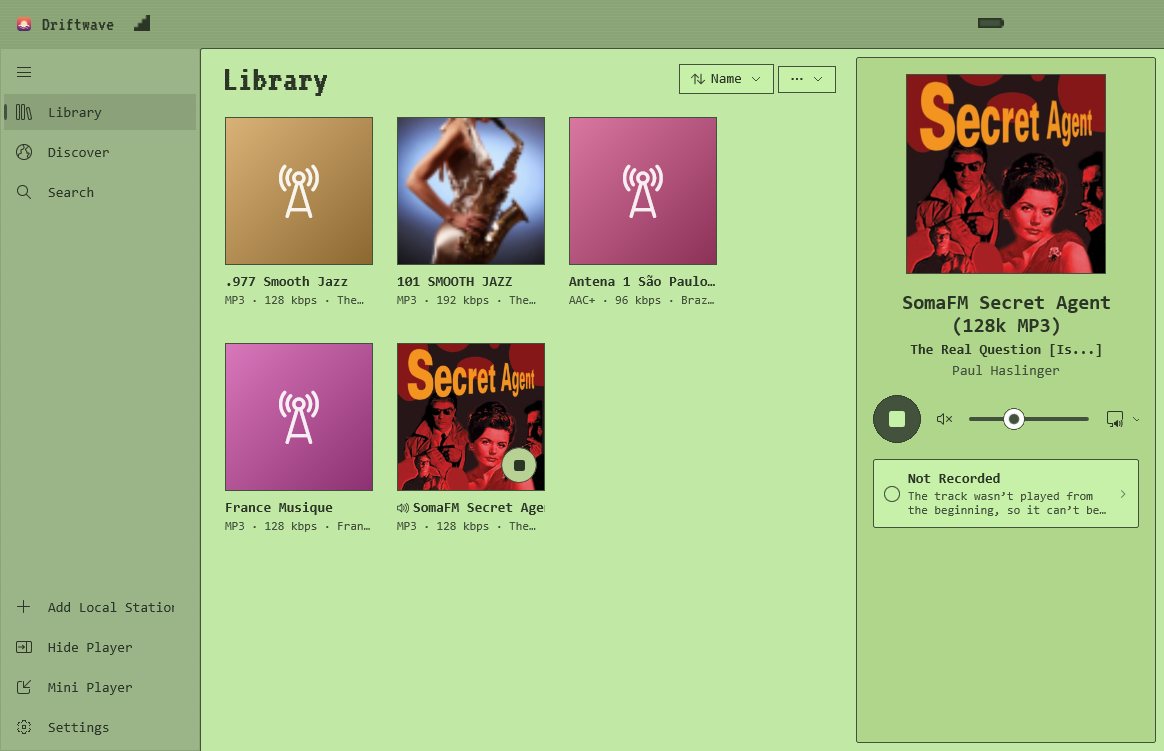 Driftwave
Library
Discover
Search
Add Local Station
Hide Player
Mini Player
Settings
Library
Name
.977 Smooth Jazz
MP3 · 128 kbps · The…
101 SMOOTH JAZZ
MP3 · 192 kbps · The…
Antena 1 São Paulo…
AAC+ · 96 kbps · Braz…
France Musique
MP3 · 128 kbps · Fran…
Secret Agent
SomaFM Secret Age
MP3 · 128 kbps · The…
Secret Agent
SomaFM Secret Agent
(128k MP3)
The Real Question [Is...]
Paul Haslinger
Not Recorded
The track wasn’t played from
the beginning, so it can’t be…